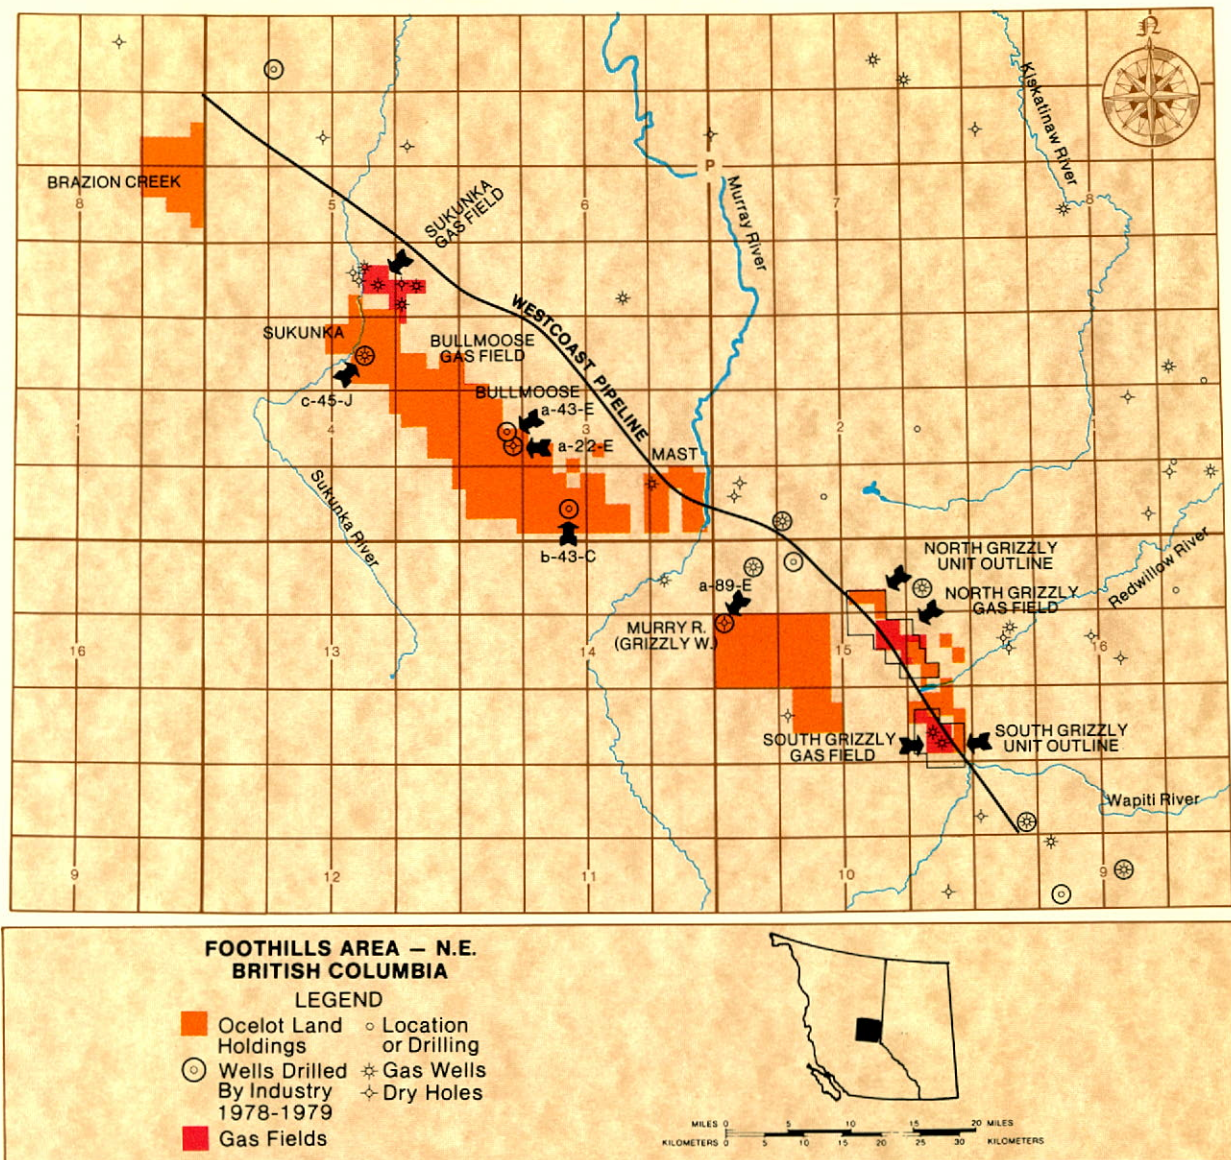 N
Kiskatinaw River
P
BRAZION CREEK
8
5
6
7
8
SUKUNKA
GAS FIELD
Murray River
WESTCOAST PIPELINE
SUKUNKA
BULLMOOSE
GAS FIELD
BULLMOOSE
c-45-J
a-43-E
1
4
3
2
1
a-22-E
MAST
Sukunka River
b-43-C
NORTH GRIZZLY
UNIT OUTLINE
Redwillow River
a-89-E
NORTH GRIZZLY
GAS FIELD
MURRY R.
(GRIZZLY W.)
16
13
14
15
16
SOUTH GRIZZLY
GAS FIELD
SOUTH GRIZZLY
UNIT OUTLINE
Wapiti River
9
12
11
10
9
FOOTHILLS AREA — N.E.
BRITISH COLUMBIA
LEGEND
Ocelot Land
Holdings
Wells Drilled
By Industry
1978-1979
Gas Fields
Location
or Drilling
Gas Wells
Dry Holes
MILES 0 5 10 15 20 MILES
KILOMETERS 0 5 10 15 20 25 30 KILOMETERS